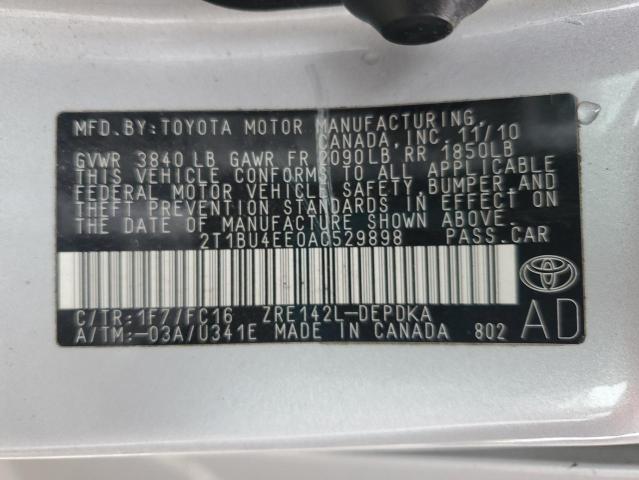 MFD. BY: TOYOTA MOTOR MANUFACTURING,
CANADA, INC. 11/10
GVWR 3840 LB GAWR FR 2090LB RR 1850LB
THIS VEHICLE CONFORMS TO ALL APPLICABLE
FEDERAL MOTOR VEHICLE SAFETY, BUMPER, AND
THEFT PREVENTION STANDARDS IN EFFECT ON
THE DATE OF MANUFACTURE SHOWN ABOVE.
2T1BU4EE0AC529898 PASS.CAR
C/TR:1F7/FC16 ZRE142L-DEPDKA
A/TM:-03A/U341E MADE IN CANADA 802
AD